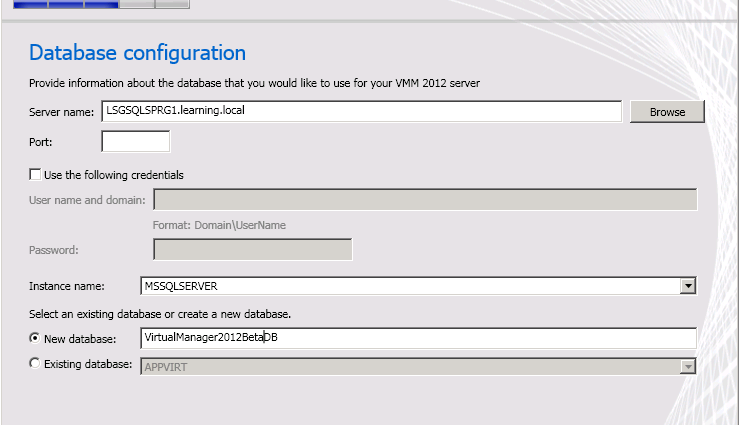 Database configuration
Provide information about the database that you would like to use for your VMM 2012 server
Server name: LSGSQLSPRG1.learning.local Browse
Port:
Use the following credentials
User name and domain:
Format: Domain\UserName
Password:
Instance name: MSSQLSERVER
Select an existing database or create a new database.
New database: VirtualManager2012BetaDB
Existing database: APPVIRT